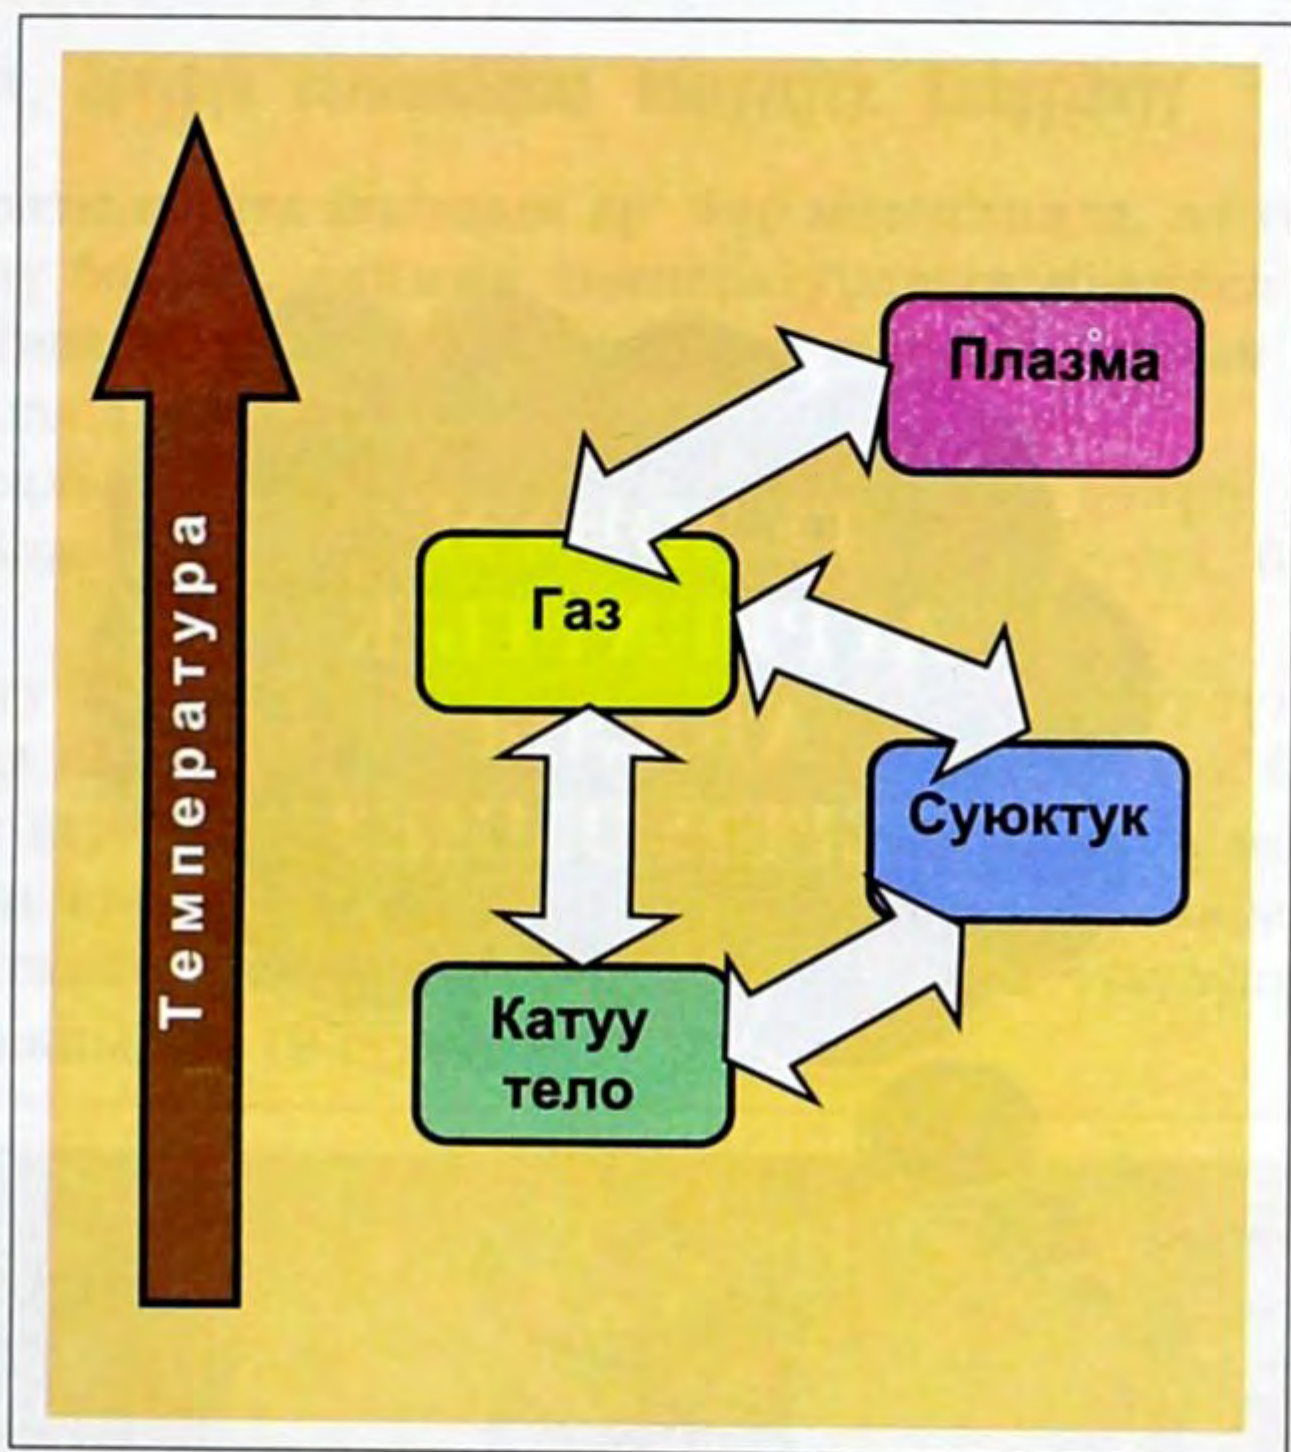 Температура
Плазма
Газ
Суюктук
Катуу
тело